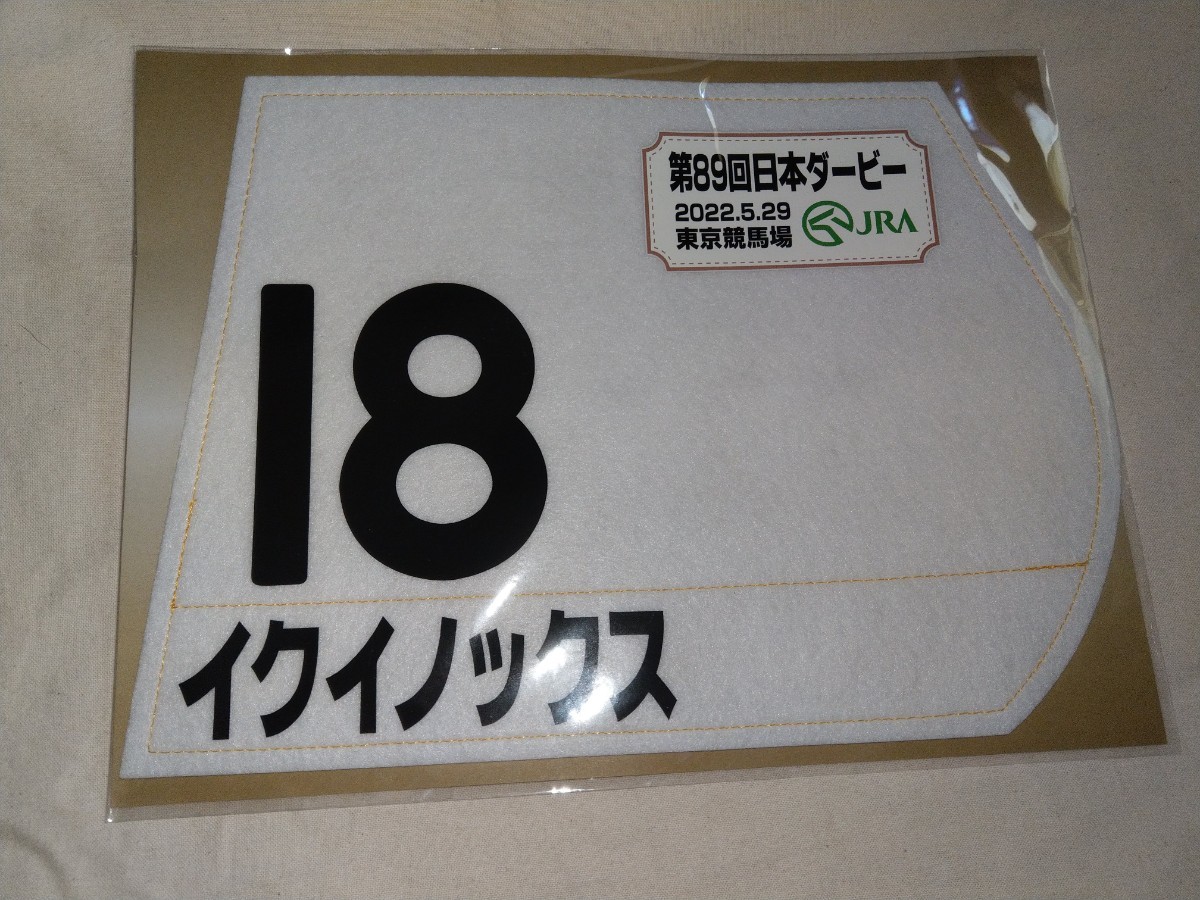 第89回日本ダービー
2022.5.29
東京競馬場
JRA
18
イクイノックス